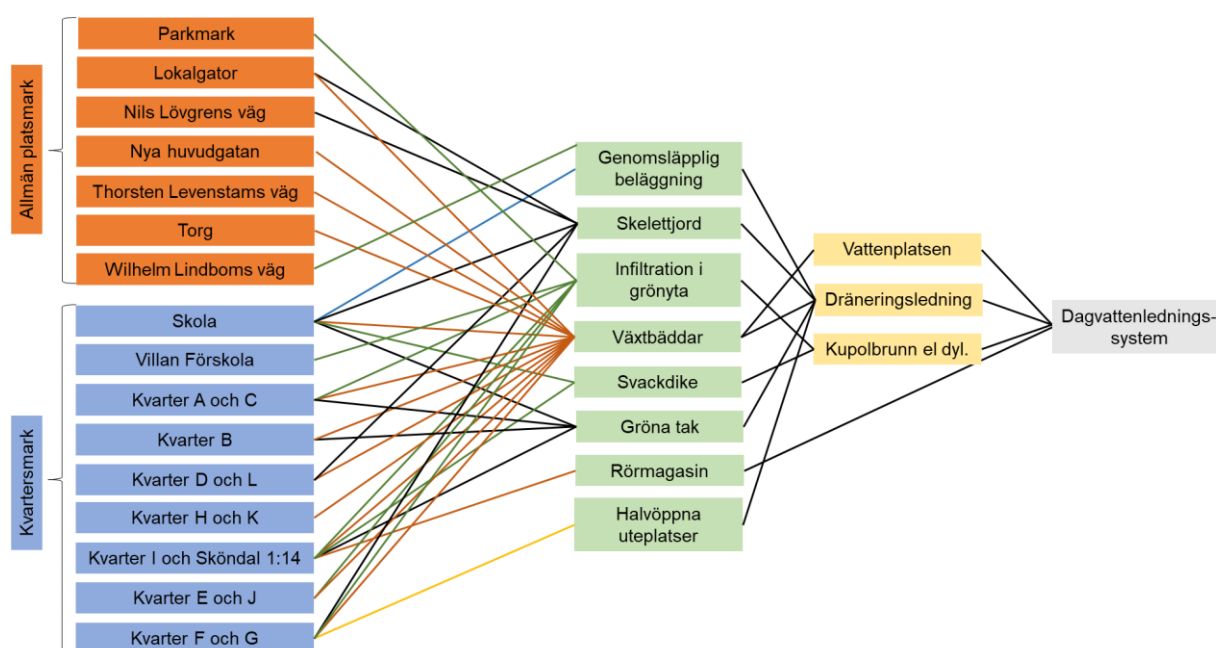 Allmän platsmark
Parkmark
Lokalgator
Nils Lövgrens väg
Nya huvudgatan
Thorsten Levenstams väg
Torg
Wilhelm Lindboms väg
Kvartersmark
Skola
Villan Förskola
Kvarter A och C
Kvarter B
Kvarter D och L
Kvarter H och K
Kvarter I och Sköndal 1:14
Kvarter E och J
Kvarter F och G
Genomsläpplig
beläggning
Skelettjord
Infiltration i
grönyta
Växtbäddar
Svackdike
Gröna tak
Rörmagasin
Halvöppna
uteplatser
Vattenplatsen
Dräneringsledning
Kupolbrunn el dyl.
Dagvattenlednings-
system